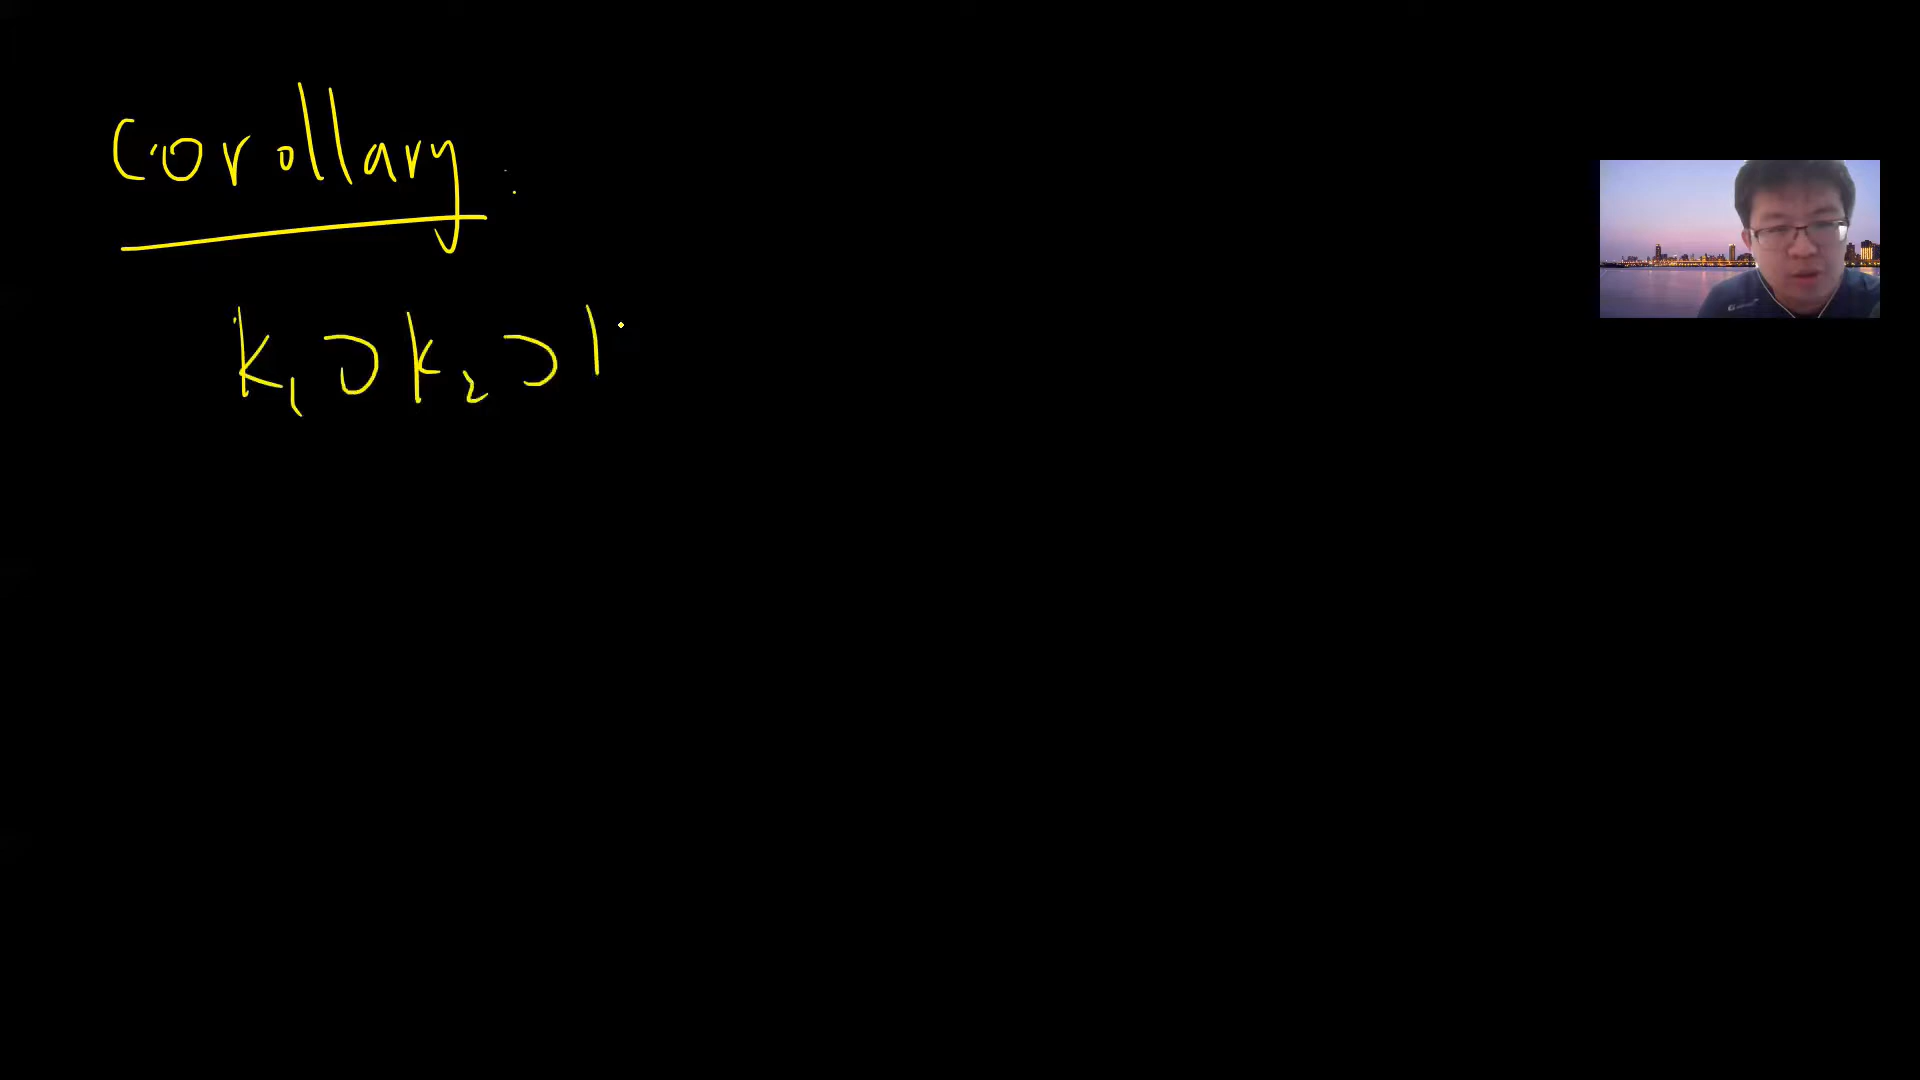 Corollary:
K₁ ⊃ K₂ ⊃